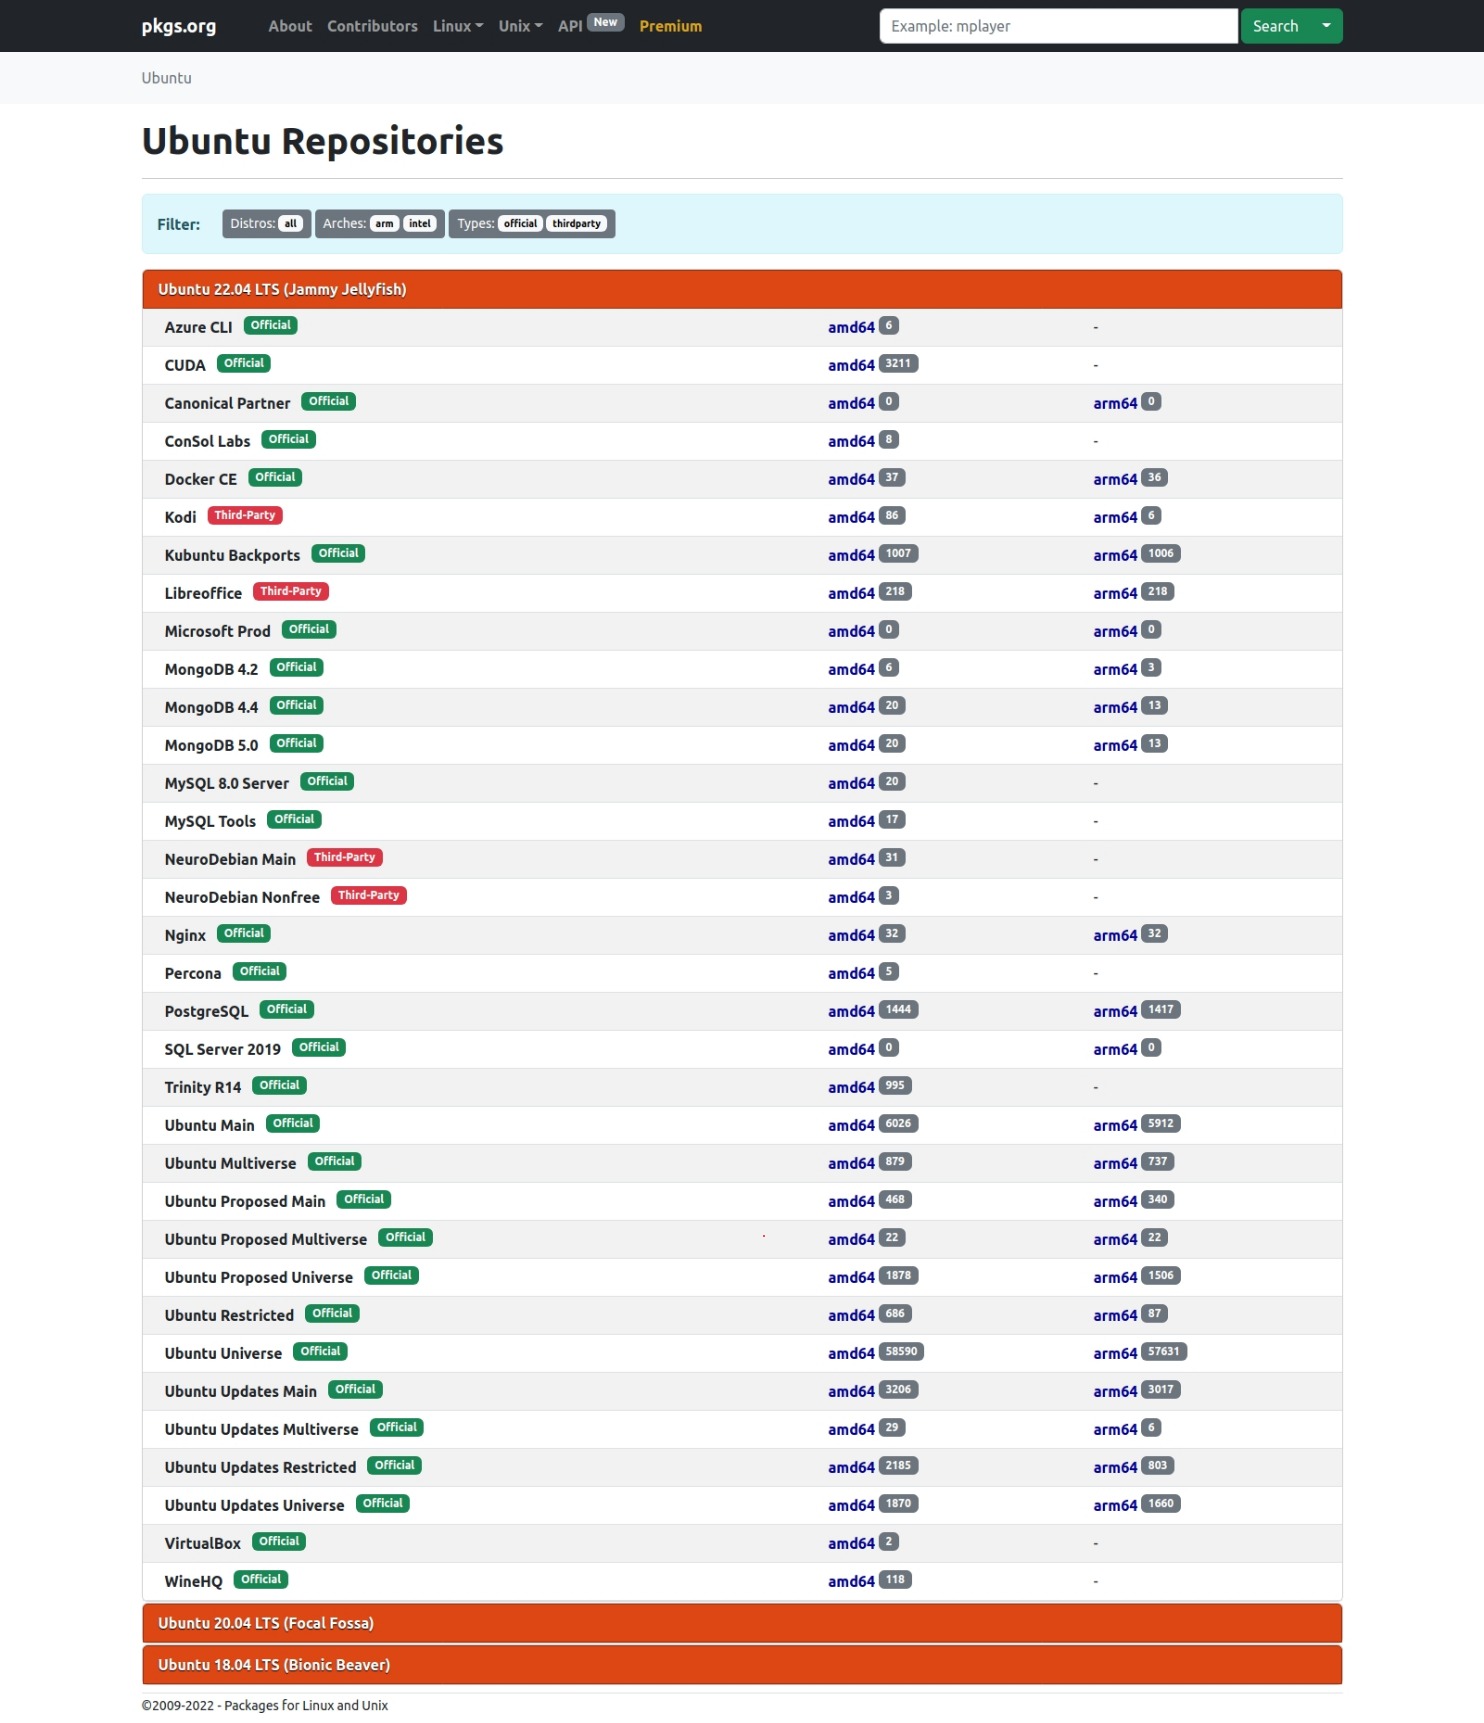 pkgs.org About Contributors Linux Unix API New Premium Example: mplayer Search
Ubuntu
Ubuntu Repositories
Filter: Distros: all Arches: arm intel Types: official thirdparty
Ubuntu 22.04 LTS (Jammy Jellyfish)
Azure CLI Official amd64 6 -
CUDA Official amd64 3211 -
Canonical Partner Official amd64 0 arm64 0
ConSol Labs Official amd64 8 -
Docker CE Official amd64 37 arm64 36
Kodi Third-Party amd64 86 arm64 6
Kubuntu Backports Official amd64 1007 arm64 1006
Libreoffice Third-Party amd64 218 arm64 218
Microsoft Prod Official amd64 0 arm64 0
MongoDB 4.2 Official amd64 6 arm64 3
MongoDB 4.4 Official amd64 20 arm64 13
MongoDB 5.0 Official amd64 20 arm64 13
MySQL 8.0 Server Official amd64 20 -
MySQL Tools Official amd64 17 -
NeuroDebian Main Third-Party amd64 31 -
NeuroDebian Nonfree Third-Party amd64 3 -
Nginx Official amd64 32 arm64 32
Percona Official amd64 5 -
PostgreSQL Official amd64 1444 arm64 1417
SQL Server 2019 Official amd64 0 arm64 0
Trinity R14 Official amd64 995 -
Ubuntu Main Official amd64 6026 arm64 5912
Ubuntu Multiverse Official amd64 879 arm64 737
Ubuntu Proposed Main Official amd64 468 arm64 340
Ubuntu Proposed Multiverse Official amd64 22 arm64 22
Ubuntu Proposed Universe Official amd64 1878 arm64 1506
Ubuntu Restricted Official amd64 686 arm64 87
Ubuntu Universe Official amd64 58590 arm64 57631
Ubuntu Updates Main Official amd64 3206 arm64 3017
Ubuntu Updates Multiverse Official amd64 29 arm64 6
Ubuntu Updates Restricted Official amd64 2185 arm64 803
Ubuntu Updates Universe Official amd64 1870 arm64 1660
VirtualBox Official amd64 2 -
WineHQ Official amd64 118 -
Ubuntu 20.04 LTS (Focal Fossa)
Ubuntu 18.04 LTS (Bionic Beaver)
©2009-2022 - Packages for Linux and Unix